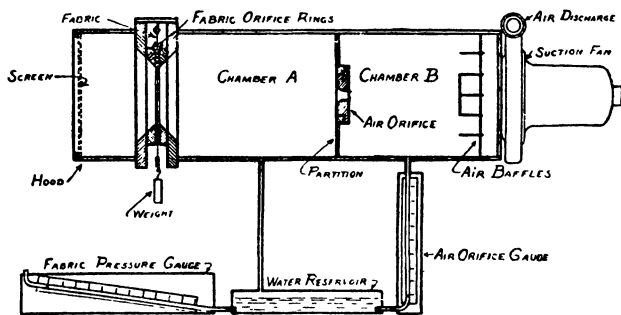 FABRIC
FABRIC ORIFICE RINGS
AIR DISCHARGE
SUCTION FAN
SCREEN
CHAMBER A
CHAMBER B
AIR ORIFICE
HOOD
WEIGHT
PARTITION
AIR BAFFLES
FABRIC PRESSURE GAUGE
WATER RESERVOIR
AIR ORIFICE GAUGE